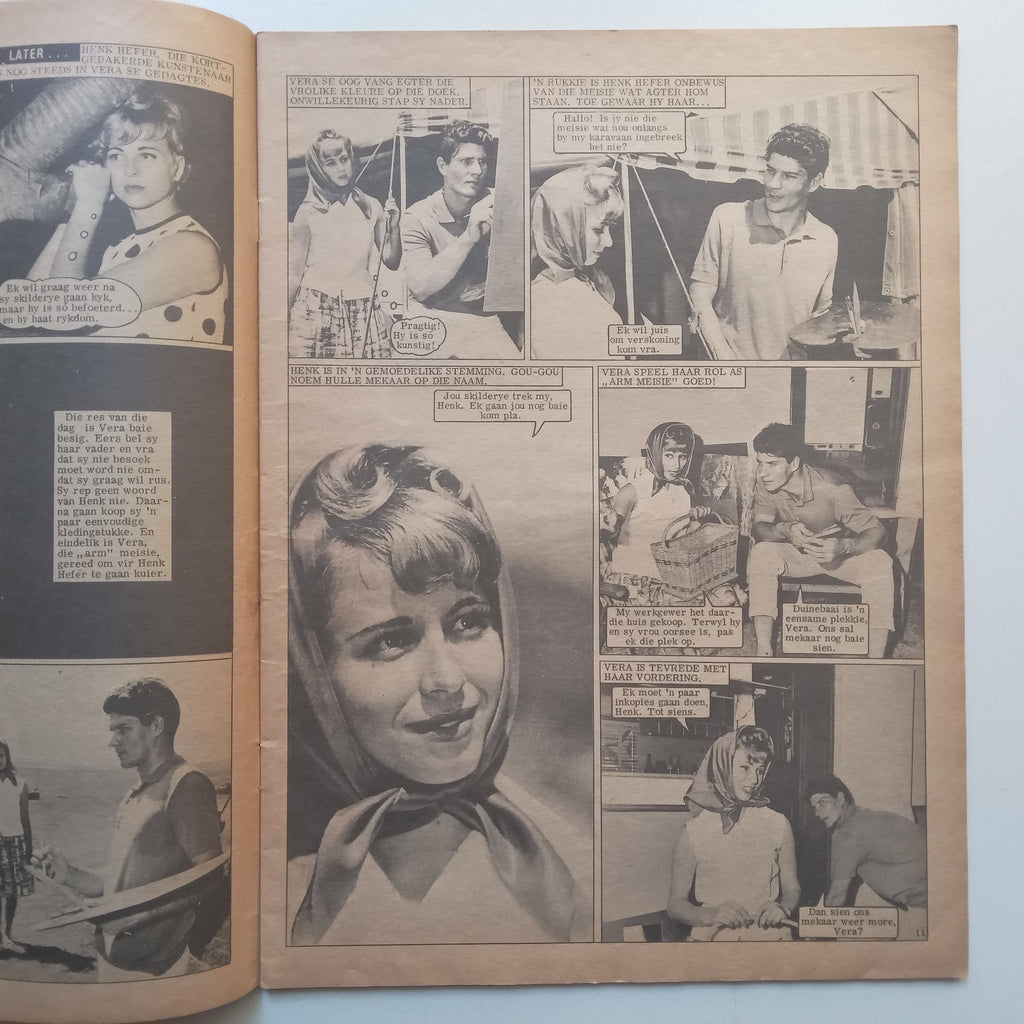 LATER...
HENK HEFER, DIE KORT-
GEBAKERDE KUNSTENAAR
IS NOG STEEDS IN VERA SE GEDAGTES.
Ek wil graag weer na
sy skilderye gaan kyk,
maar hy is só befoeterd...
en hy haat rykdom.
Die res van die
dag is Vera baie
besig. Eers bel sy
haar vader en vra
dat sy nie besoek
moet word nie om-
dat sy graag wil rus.
Sy rep geen woord
van Henk nie. Daar-
na gaan koop sy 'n
paar eenvoudige
kledingstukke. En
eindelik is Vera,
die „arm" meisie,
gereed om vir Henk
Hefer te gaan kuier.
VERA SE OOG VANG EGTER DIE
VROLIKE KLEURE OP DIE DOEK.
ONWILLEKEURIG STAP SY NADER.
Pragtig!
Hy is só
kunstig!
'N RUKKIE IS HENK HEFER ONBEWUS
VAN DIE MEISIE WAT AGTER HOM
STAAN. TOE GEWAAR HY HAAR...
Hallo! Is jy nie die
meisie wat nou onlangs
by my karavaan ingebreek
het nie?
Ek wil juis
om verskoning
kom vra.
HENK IS IN 'N GEMOEDELIKE STEMMING. GOU-GOU
NOEM HULLE MEKAAR OP DIE NAAM.
Jou skilderye trek my,
Henk. Ek gaan jou nog baie
kom pla.
VERA SPEEL HAAR ROL AS
„ARM MEISIE" GOED!
My werkgewer het daar-
die huis gekoop. Terwyl hy
en sy vrou oorsee is, pas
ek die plek op.
Duinebaai is 'n
eensame plekkie,
Vera. Ons sal
mekaar nog baie
sien.
VERA IS TEVREDE MET
HAAR VORDERING.
Ek moet 'n paar
inkopies gaan doen,
Henk. Tot siens.
Dan sien ons
mekaar weer more,
Vera?
11